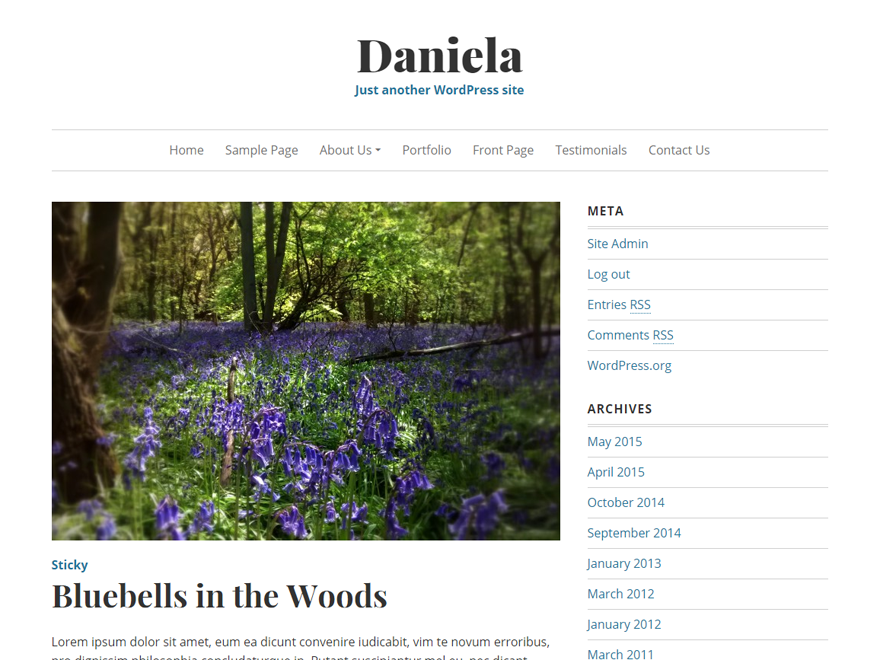 Daniela
Just another WordPress site
Home Sample Page About Us Portfolio Front Page Testimonials Contact Us
Sticky
Bluebells in the Woods
Lorem ipsum dolor sit amet, eum ea dicunt convenire iudicabit, vim te novum erroribus,
META
Site Admin
Log out
Entries RSS
Comments RSS
WordPress.org
ARCHIVES
May 2015
April 2015
October 2014
September 2014
January 2013
March 2012
January 2012
March 2011